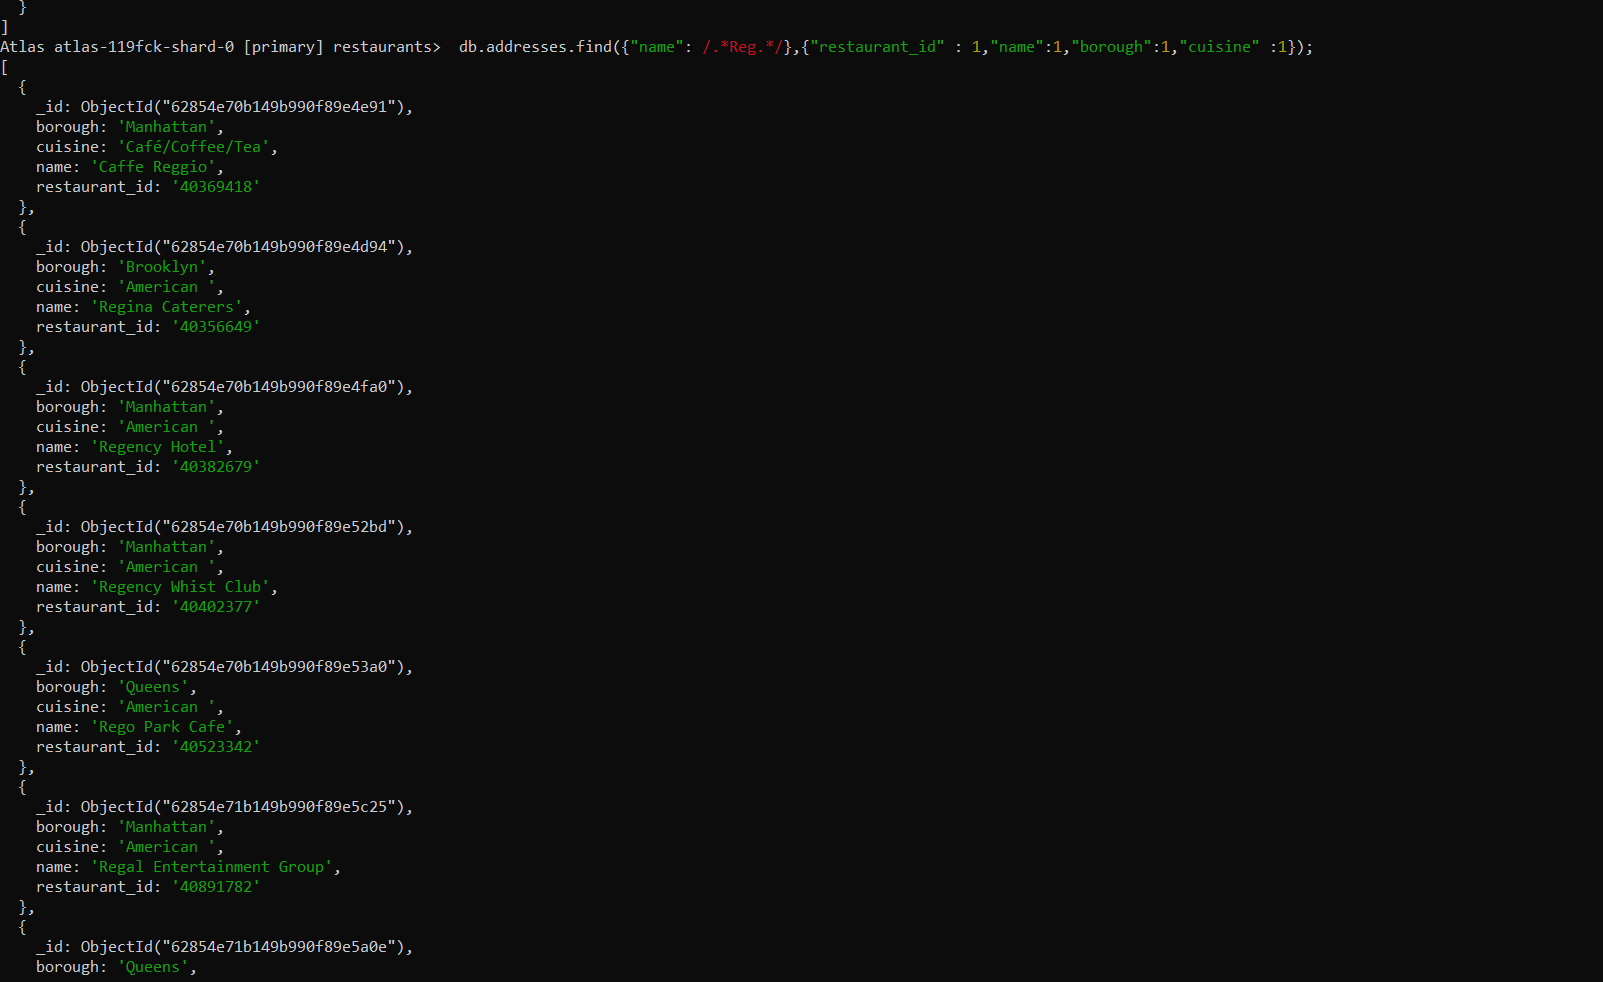 }
]
Atlas atlas-119fck-shard-0 [primary] restaurants>  db.addresses.find({"name": /.*Reg.*/},{"restaurant_id" : 1,"name":1,"borough":1,"cuisine" :1});
[
  {
    _id: ObjectId("62854e70b149b990f89e4e91"),
    borough: 'Manhattan',
    cuisine: 'Café/Coffee/Tea',
    name: 'Caffe Reggio',
    restaurant_id: '40369418'
  },
  {
    _id: ObjectId("62854e70b149b990f89e4d94"),
    borough: 'Brooklyn',
    cuisine: 'American ',
    name: 'Regina Caterers',
    restaurant_id: '40356649'
  },
  {
    _id: ObjectId("62854e70b149b990f89e4fa0"),
    borough: 'Manhattan',
    cuisine: 'American ',
    name: 'Regency Hotel',
    restaurant_id: '40382679'
  },
  {
    _id: ObjectId("62854e70b149b990f89e52bd"),
    borough: 'Manhattan',
    cuisine: 'American ',
    name: 'Regency Whist Club',
    restaurant_id: '40402377'
  },
  {
    _id: ObjectId("62854e70b149b990f89e53a0"),
    borough: 'Queens',
    cuisine: 'American ',
    name: 'Rego Park Cafe',
    restaurant_id: '40523342'
  },
  {
    _id: ObjectId("62854e71b149b990f89e5c25"),
    borough: 'Manhattan',
    cuisine: 'American ',
    name: 'Regal Entertainment Group',
    restaurant_id: '40891782'
  },
  {
    _id: ObjectId("62854e71b149b990f89e5a0e"),
    borough: 'Queens',